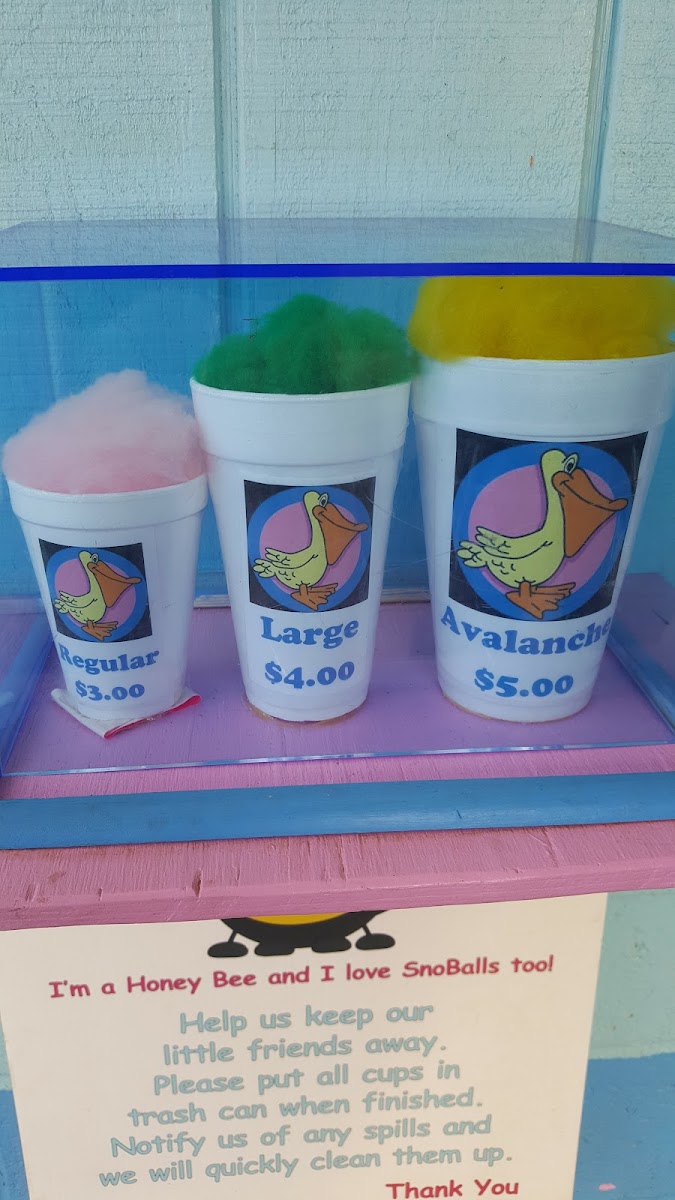 Regular
$3.00
Large
$4.00
Avalanche
$5.00
I'm a Honey Bee and I love SnoBalls too!
Help us keep our
little friends away.
Please put all cups in
trash can when finished.
Notify us of any spills and
we will quickly clean them up.
Thank You